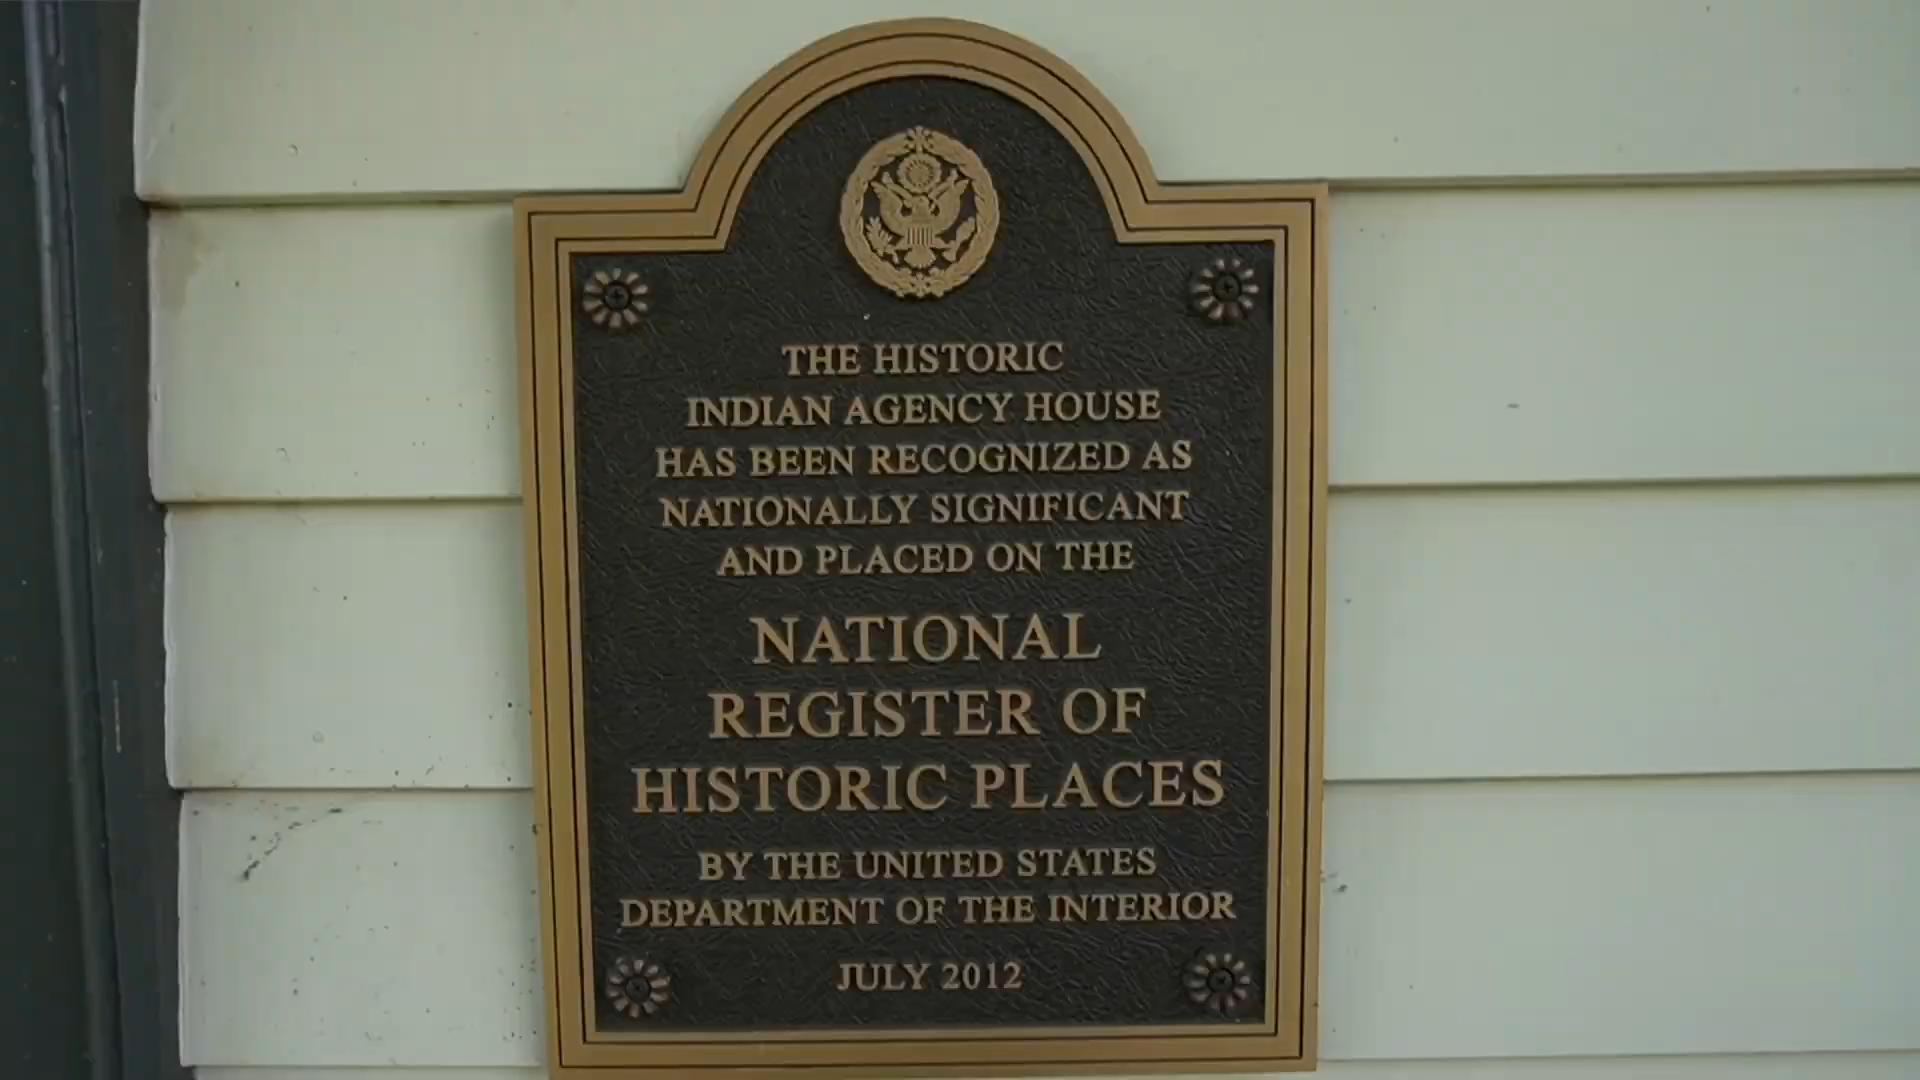 THE HISTORIC
INDIAN AGENCY HOUSE
HAS BEEN RECOGNIZED AS
NATIONALLY SIGNIFICANT
AND PLACED ON THE
NATIONAL
REGISTER OF
HISTORIC PLACES
BY THE UNITED STATES
DEPARTMENT OF THE INTERIOR
JULY 2012